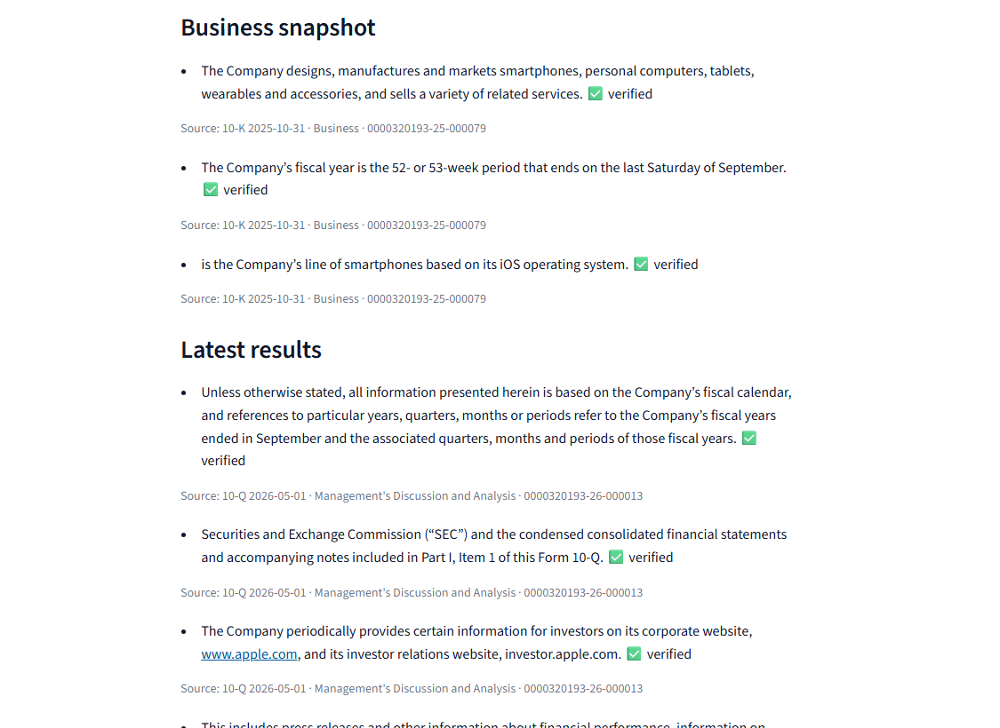 Business snapshot
• The Company designs, manufactures and markets smartphones, personal computers, tablets,
wearables and accessories, and sells a variety of related services. ✅ verified
Source: 10-K 2025-10-31 · Business · 0000320193-25-000079
• The Company’s fiscal year is the 52- or 53-week period that ends on the last Saturday of September.
✅ verified
Source: 10-K 2025-10-31 · Business · 0000320193-25-000079
• is the Company’s line of smartphones based on its iOS operating system. ✅ verified
Source: 10-K 2025-10-31 · Business · 0000320193-25-000079
Latest results
• Unless otherwise stated, all information presented herein is based on the Company’s fiscal calendar,
and references to particular years, quarters, months or periods refer to the Company’s fiscal years
ended in September and the associated quarters, months and periods of those fiscal years. ✅
verified
Source: 10-Q 2026-05-01 · Management's Discussion and Analysis · 0000320193-26-000013
• Securities and Exchange Commission (“SEC”) and the condensed consolidated financial statements
and accompanying notes included in Part I, Item 1 of this Form 10-Q. ✅ verified
Source: 10-Q 2026-05-01 · Management's Discussion and Analysis · 0000320193-26-000013
• The Company periodically provides certain information for investors on its corporate website,
www.apple.com, and its investor relations website, investor.apple.com. ✅ verified
Source: 10-Q 2026-05-01 · Management's Discussion and Analysis · 0000320193-26-000013
• This includes press releases and other information about financial performance, information on